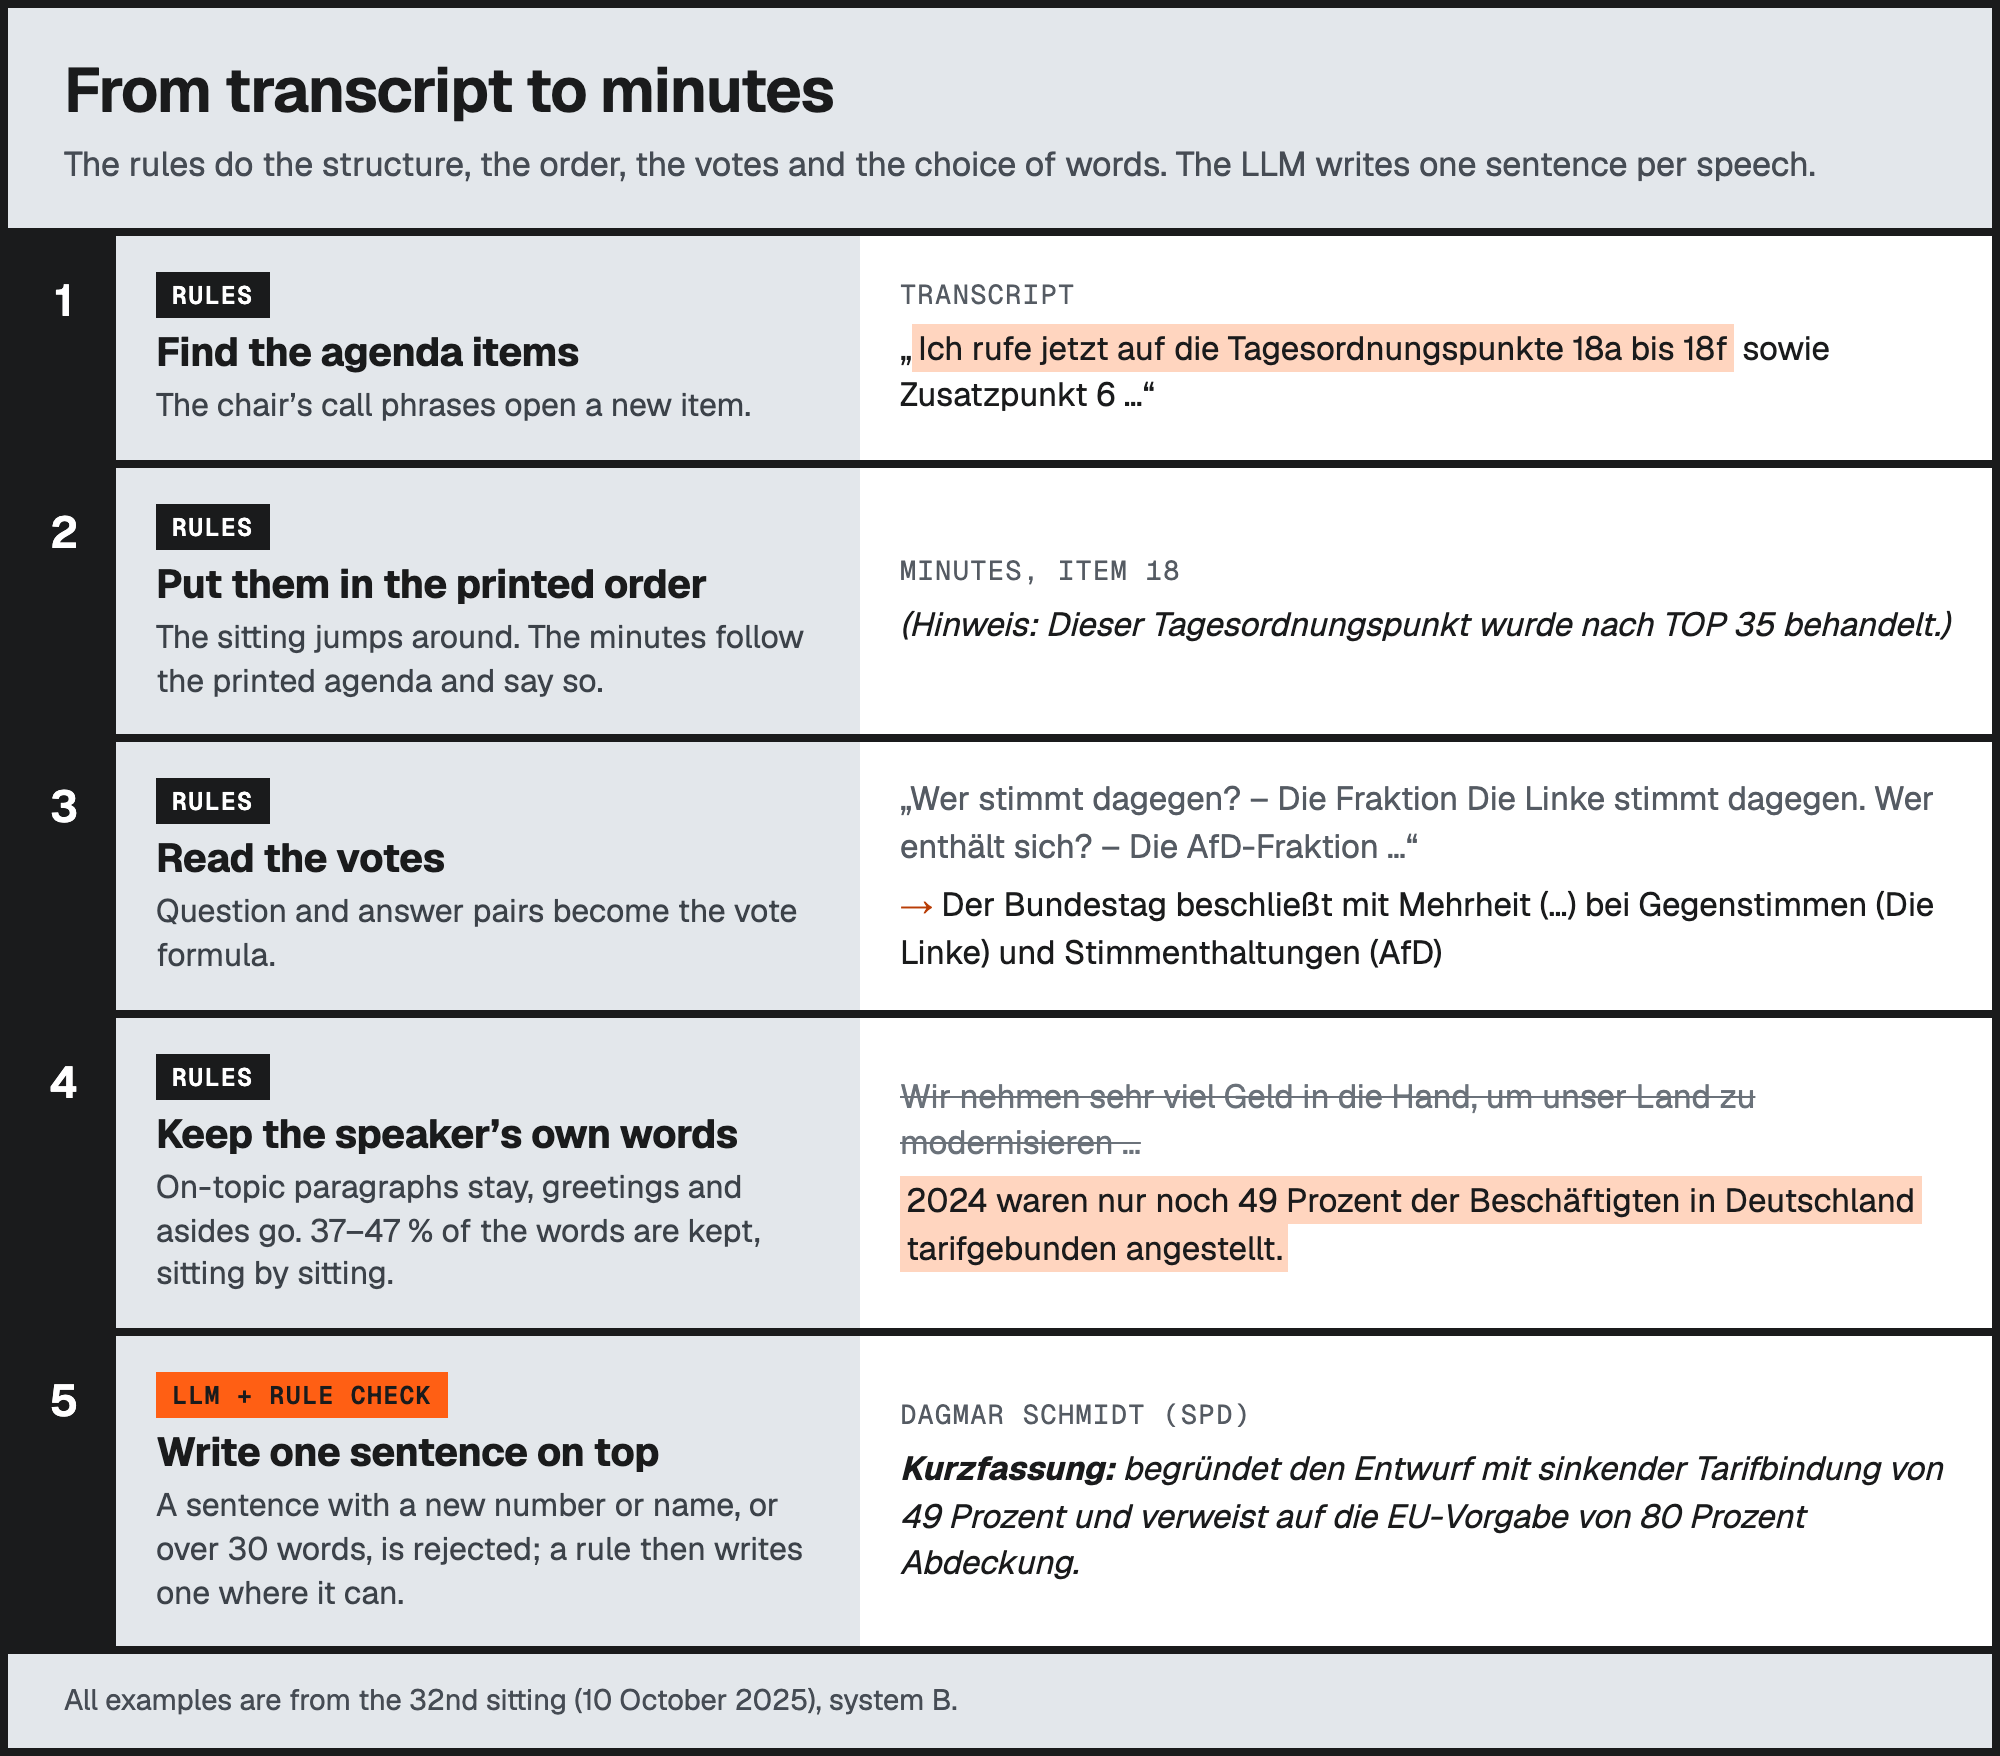 From transcript to minutes
The rules do the structure, the order, the votes and the choice of words. The LLM writes one sentence per speech.
1
RULES
Find the agenda items
The chair’s call phrases open a new item.
TRANSCRIPT
„Ich rufe jetzt auf die Tagesordnungspunkte 18a bis 18f sowie
Zusatzpunkt 6 …“
2
RULES
Put them in the printed order
The sitting jumps around. The minutes follow
the printed agenda and say so.
MINUTES, ITEM 18
(Hinweis: Dieser Tagesordnungspunkt wurde nach TOP 35 behandelt.)
3
RULES
Read the votes
Question and answer pairs become the vote
formula.
„Wer stimmt dagegen? – Die Fraktion Die Linke stimmt dagegen. Wer
enthält sich? – Die AfD-Fraktion …“
→ Der Bundestag beschließt mit Mehrheit (…) bei Gegenstimmen (Die
Linke) und Stimmenthaltungen (AfD)
4
RULES
Keep the speaker’s own words
On-topic paragraphs stay, greetings and
asides go. 37–47 % of the words are kept,
sitting by sitting.
Wir nehmen sehr viel Geld in die Hand, um unser Land zu
modernisieren …
2024 waren nur noch 49 Prozent der Beschäftigten in Deutschland
tarifgebunden angestellt.
5
LLM + RULE CHECK
Write one sentence on top
A sentence with a new number or name, or
over 30 words, is rejected; a rule then writes
one where it can.
DAGMAR SCHMIDT (SPD)
Kurzfassung: begründet den Entwurf mit sinkender Tarifbindung von
49 Prozent und verweist auf die EU-Vorgabe von 80 Prozent
Abdeckung.
All examples are from the 32nd sitting (10 October 2025), system B.